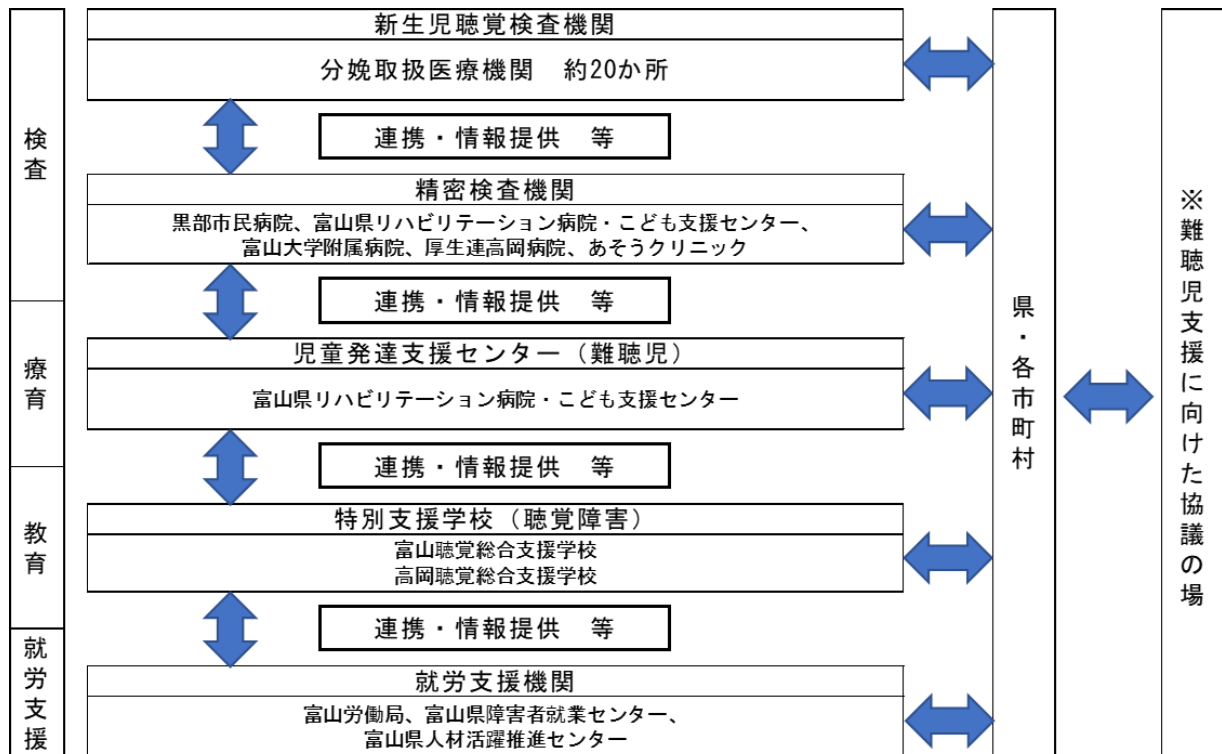 検査
新生児聴覚検査機関
分娩取扱医療機関　約20か所
連携・情報提供　等
精密検査機関
黒部市民病院、富山県リハビリテーション病院・こども支援センター、
富山大学附属病院、厚生連高岡病院、あそうクリニック
連携・情報提供　等
療育
児童発達支援センター（難聴児）
富山県リハビリテーション病院・こども支援センター
連携・情報提供　等
教育
特別支援学校（聴覚障害）
富山聴覚総合支援学校
高岡聴覚総合支援学校
連携・情報提供　等
就労支援
就労支援機関
富山労働局、富山県障害者就業センター、
富山県人材活躍推進センター
県・各市町村
※難聴児支援に向けた協議の場